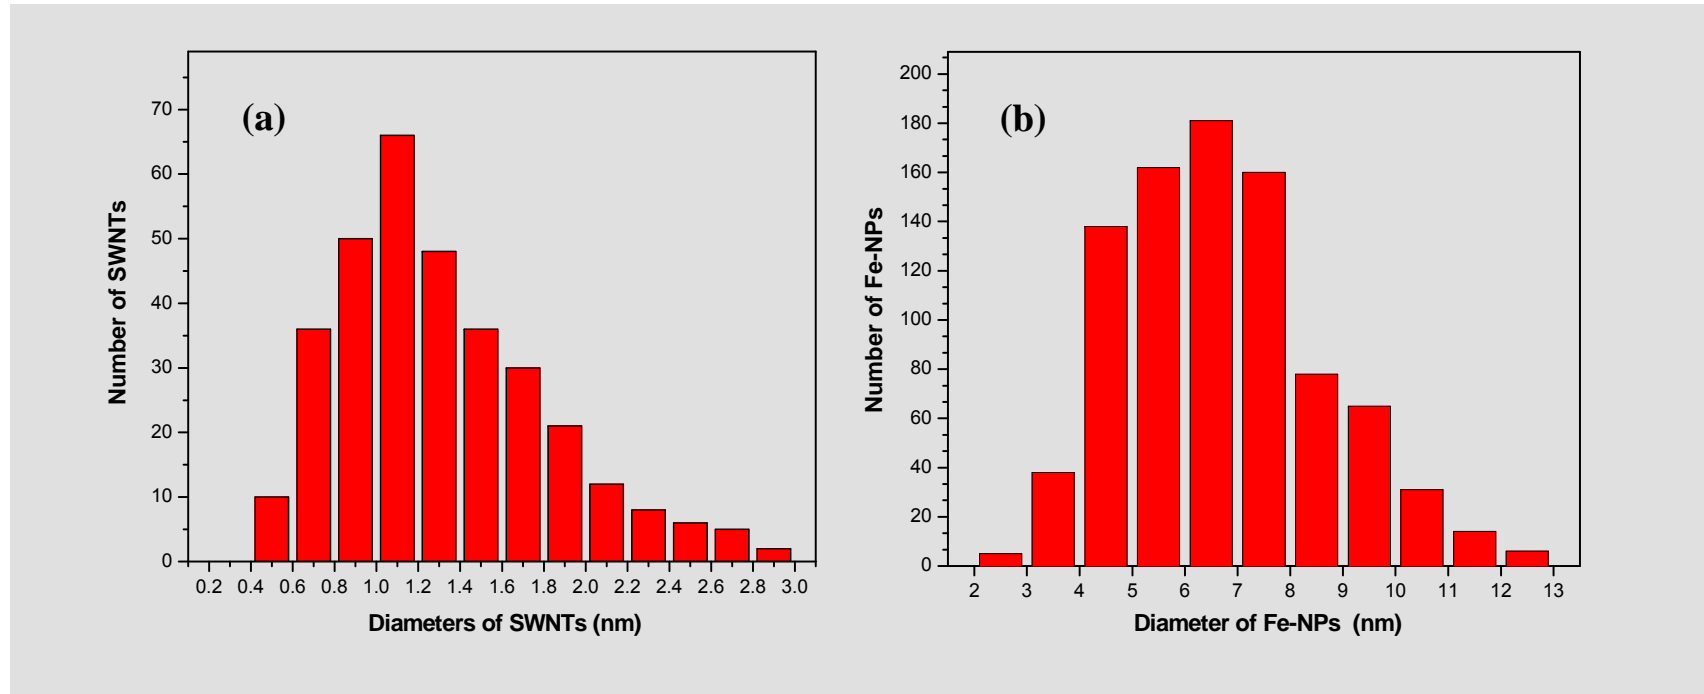 (a)
70
60
50
40
30
20
10
0
Number of SWNTs
0.2 0.4 0.6 0.8 1.0 1.2 1.4 1.6 1.8 2.0 2.2 2.4 2.6 2.8 3.0
Diameters of SWNTs (nm)
(b)
200
180
160
140
120
100
80
60
40
20
0
Number of Fe-NPs
2 3 4 5 6 7 8 9 10 11 12 13
Diameter of Fe-NPs (nm)